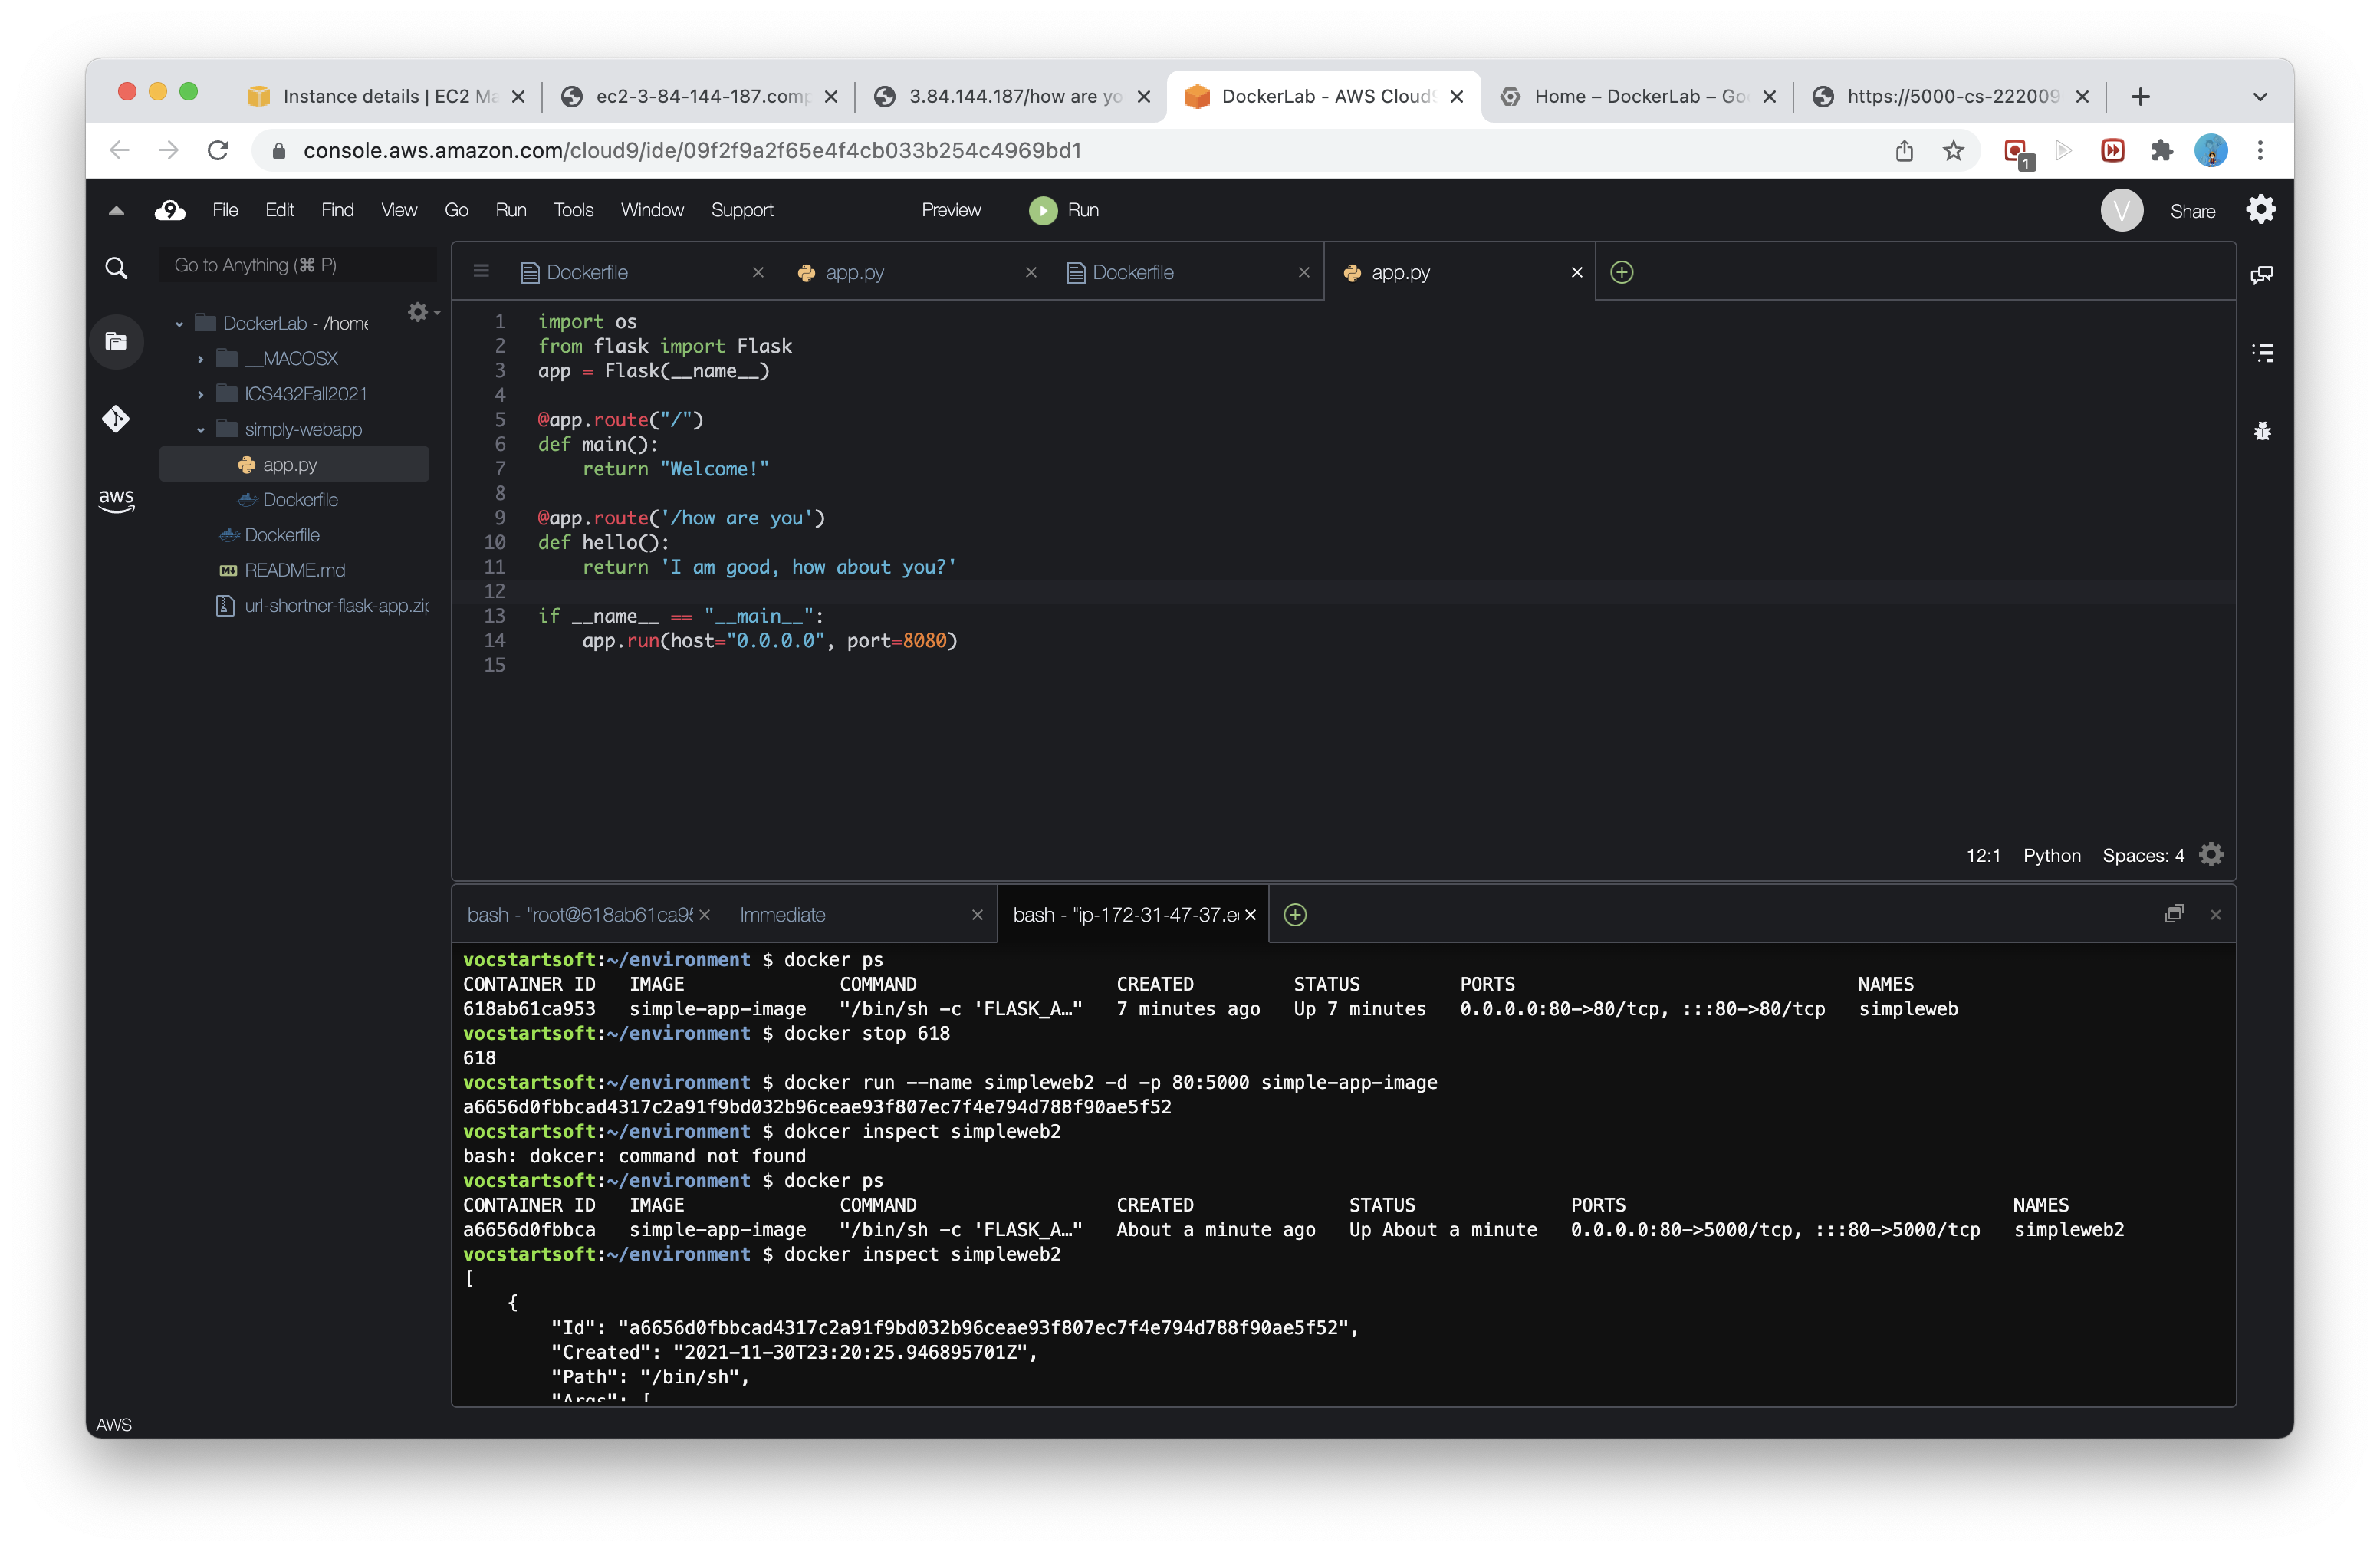 Instance details | EC2 Ma
ec2-3-84-144-187.comp
3.84.144.187/how are yo
DockerLab - AWS Cloud9
Home – DockerLab – Goo
https://5000-cs-222009
console.aws.amazon.com/cloud9/ide/09f2f9a2f65e4f4cb033b254c4969bd1
1
9 File Edit Find View Go Run Tools Window Support Preview Run V Share
Go to Anything (⌘ P)
DockerLab - /home
__MACOSX
ICS432Fall2021
simply-webapp
app.py
Dockerfile
Dockerfile
README.md
url-shortner-flask-app.zip
aws
Dockerfile app.py Dockerfile app.py
1 import os
2 from flask import Flask
3 app = Flask(__name__)
4
5 @app.route("/")
6 def main():
7     return "Welcome!"
8
9 @app.route('/how are you')
10 def hello():
11     return 'I am good, how about you?'
12
13 if __name__ == "__main__":
14     app.run(host="0.0.0.0", port=8080)
15
12:1 Python Spaces: 4
bash - "root@618ab61ca95 Immediate bash - "ip-172-31-47-37.ec
vocstartsoft:~/environment $ docker ps
CONTAINER ID   IMAGE   COMMAND   CREATED   STATUS   PORTS   NAMES
618ab61ca953   simple-app-image   "/bin/sh -c 'FLASK_A…"   7 minutes ago   Up 7 minutes   0.0.0.0:80->80/tcp, :::80->80/tcp   simpleweb
vocstartsoft:~/environment $ docker stop 618
618
vocstartsoft:~/environment $ docker run --name simpleweb2 -d -p 80:5000 simple-app-image
a6656d0fbbcad4317c2a91f9bd032b96ceae93f807ec7f4e794d788f90ae5f52
vocstartsoft:~/environment $ dokcer inspect simpleweb2
bash: dokcer: command not found
vocstartsoft:~/environment $ docker ps
CONTAINER ID   IMAGE   COMMAND   CREATED   STATUS   PORTS   NAMES
a6656d0fbbca   simple-app-image   "/bin/sh -c 'FLASK_A…"   About a minute ago   Up About a minute   0.0.0.0:80->5000/tcp, :::80->5000/tcp   simpleweb2
vocstartsoft:~/environment $ docker inspect simpleweb2
[
    {
        "Id": "a6656d0fbbcad4317c2a91f9bd032b96ceae93f807ec7f4e794d788f90ae5f52",
        "Created": "2021-11-30T23:20:25.946895701Z",
        "Path": "/bin/sh",
        "Args": [
AWS